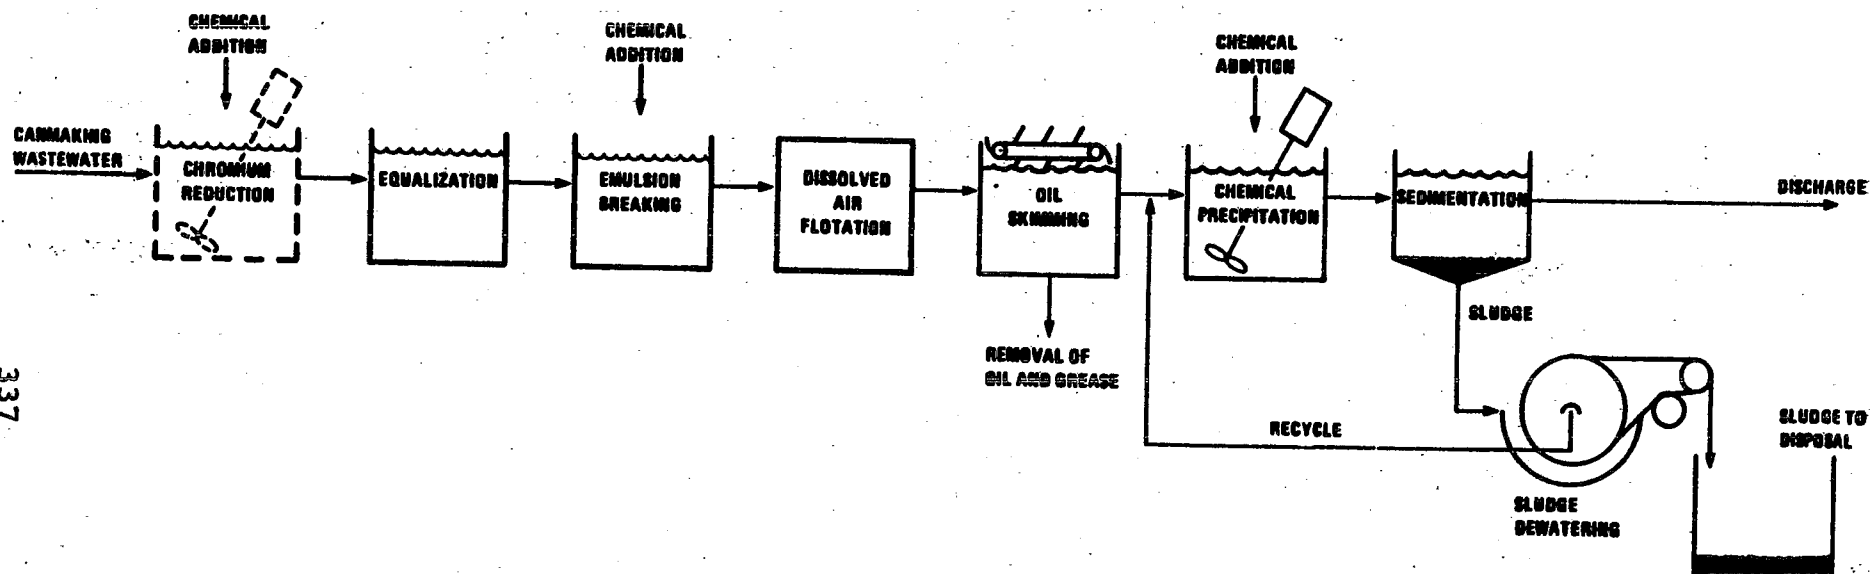 CHEMICAL
ADDITION
CHEMICAL
ADDITION
CHEMICAL
ADDITION
CANMAKING
WASTEWATER
CHROMIUM
REDUCTION
EQUALIZATION
EMULSION
BREAKING
DISSOLVED
AIR
FLOTATION
OIL
SKIMMING
CHEMICAL
PRECIPITATION
SEDIMENTATION
DISCHARGE
SLUDGE
REMOVAL OF
OIL AND GREASE
RECYCLE
SLUDGE TO
DISPOSAL
SLUDGE
DEWATERING
337